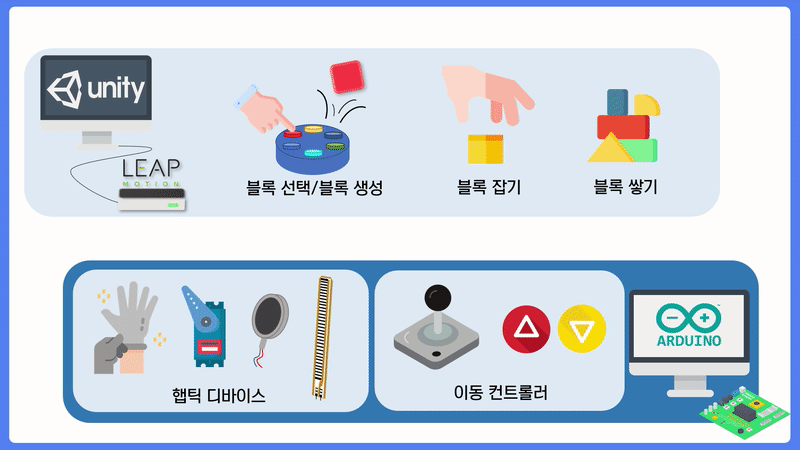 unity
LEAP
MOTION
블록 선택/블록 생성
블록 잡기
블록 쌓기
햅틱 디바이스
이동 컨트롤러
ARDUINO